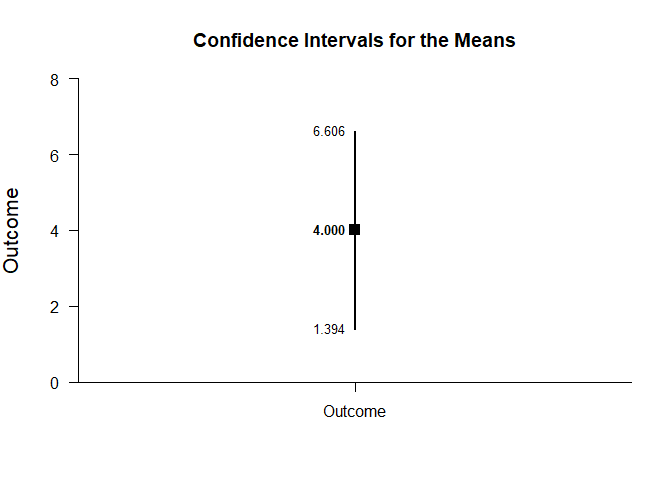 Confidence Intervals for the Means
8
6
4
2
0
Outcome
6.606
4.000
1.394
Outcome